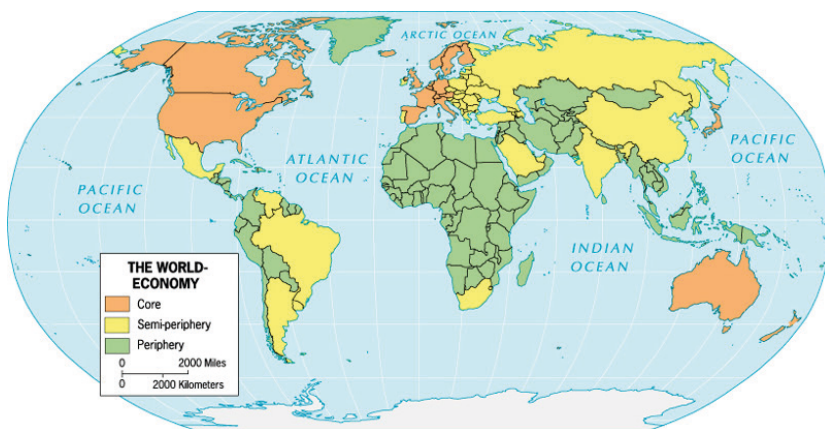 ARCTIC OCEAN
ATLANTIC
OCEAN
PACIFIC
OCEAN
PACIFIC
OCEAN
INDIAN
OCEAN
THE WORLD-
ECONOMY
Core
Semi-periphery
Periphery
0 2000 Miles
0 2000 Kilometers